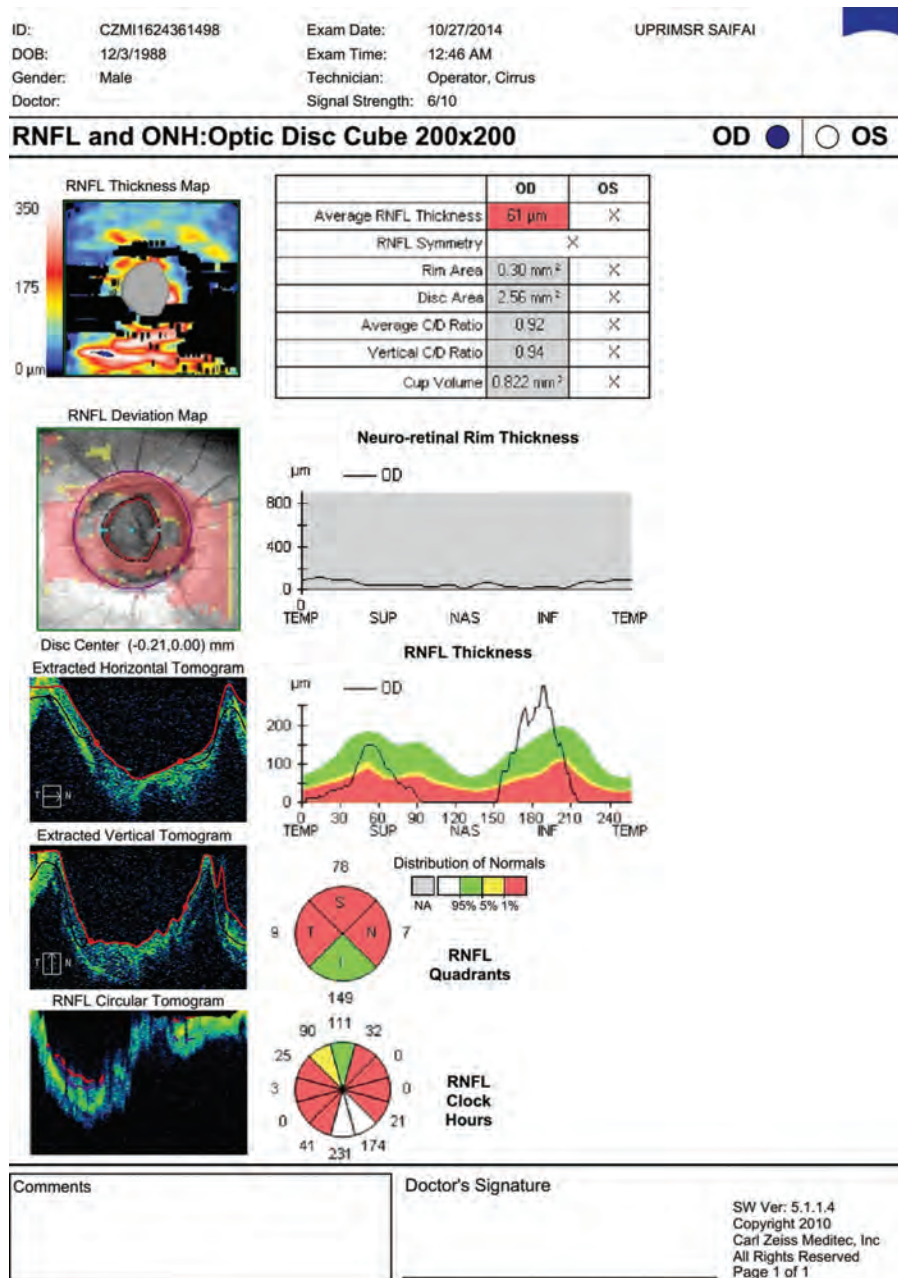 ID: CZMI1624361498 Exam Date: 10/27/2014 UPRIMSR SAIFAI
DOB: 12/3/1988 Exam Time: 12:46 AM
Gender: Male Technician: Operator, Cirrus
Doctor: Signal Strength: 6/10
RNFL and ONH:Optic Disc Cube 200x200 OD OS
RNFL Thickness Map
350
175
0 µm
OD OS
Average RNFL Thickness 61 µm X
RNFL Symmetry X
Rim Area 0.30 mm² X
Disc Area 2.56 mm² X
Average C/D Ratio 0.92 X
Vertical C/D Ratio 0.94 X
Cup Volume 0.822 mm³ X
RNFL Deviation Map
Disc Center (-0.21,0.00) mm
Neuro-retinal Rim Thickness
µm OD
800
400
0
0
TEMP SUP NAS INF TEMP
Extracted Horizontal Tomogram
T N
RNFL Thickness
µm OD
200
100
0
0 30 60 90 120 150 180 210 240
TEMP SUP NAS INF TEMP
Extracted Vertical Tomogram
T N
Distribution of Normals
NA 95% 5% 1%
78
S
9 T N 7
I
149
RNFL
Quadrants
RNFL Circular Tomogram
90 111 32
25 0
3 0
0 21
41 231 174
RNFL
Clock
Hours
Comments
Doctor's Signature
SW Ver: 5.1.1.4
Copyright 2010
Carl Zeiss Meditec, Inc
All Rights Reserved
Page 1 of 1